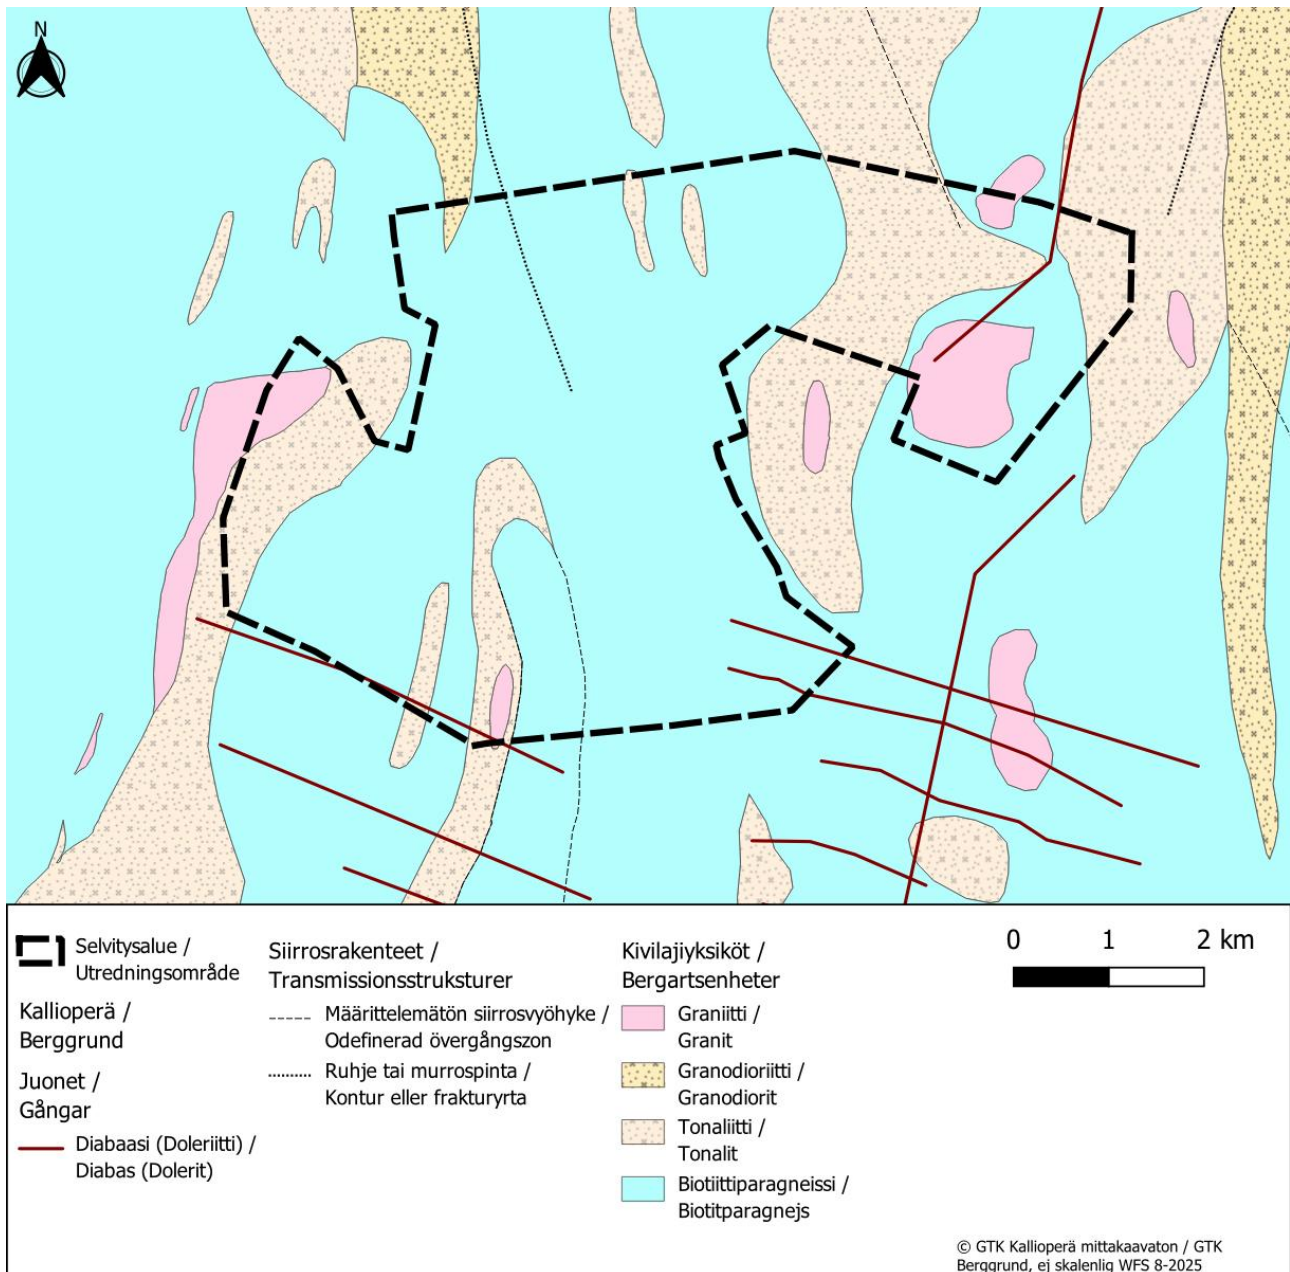 N
Selvitysalue /
Utredningsområde
Kallioperä /
Berggrund
Juonet /
Gångar
Diabaasi (Doleriitti) /
Diabas (Dolerit)
Siirrosrakenteet /
Transmissionsstruksturer
Määrittelemätön siirrosvyöhyke /
Odefinerad övergångszon
Ruhje tai murrospinta /
Kontur eller frakturyrta
Kivilajiyksiköt /
Bergartsenheter
Graniitti /
Granit
Granodioriitti /
Granodiorit
Tonaliitti /
Tonalit
Biotiittiparagneissi /
Biotitparagnejs
0 1 2 km
© GTK Kallioperä mittakaavaton / GTK
Berggrund, ej skalenlig WFS 8-2025